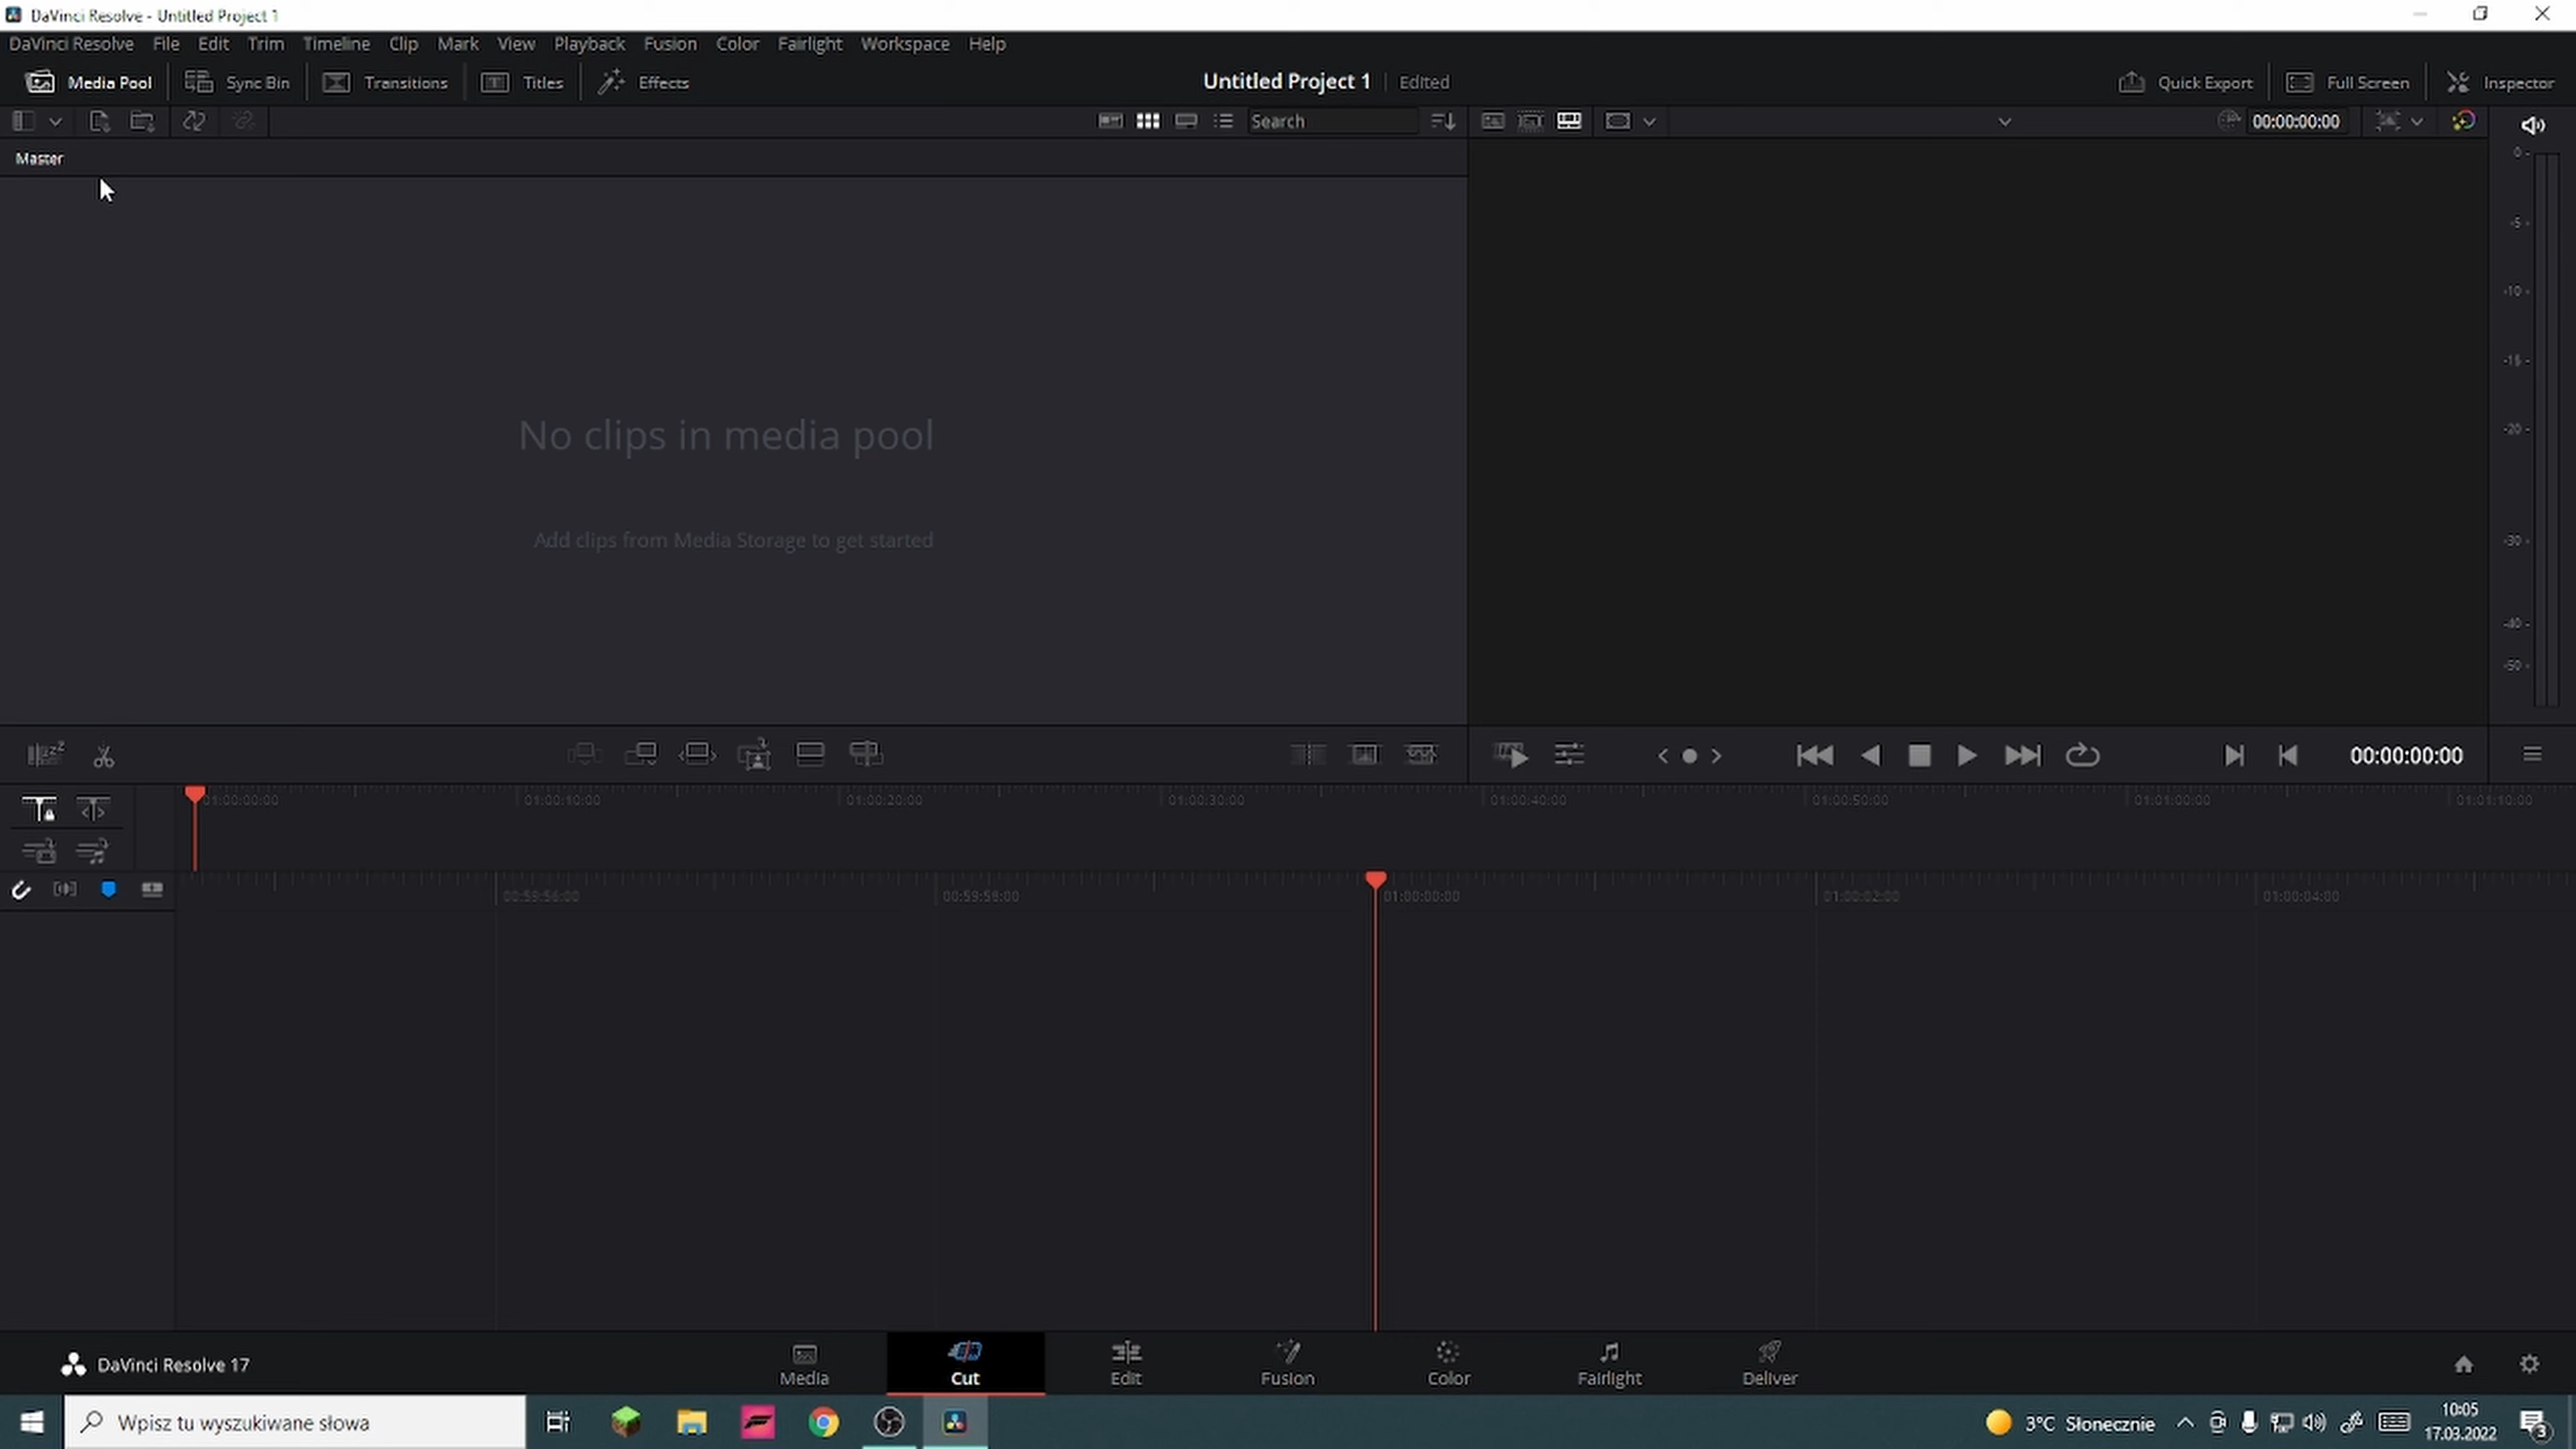 DaVinci Resolve - Untitled Project 1
DaVinci Resolve File Edit Trim Timeline Clip Mark View Playback Fusion Color Fairlight Workspace Help
Media Pool Sync Bin Transitions Titles Effects Untitled Project 1 Edited Quick Export Full Screen Inspector
Search 00:00:00:00
Master
0
-5
-10
-15
-20
-30
-40
-50
No clips in media pool
Add clips from Media Storage to get started
00:00:00:00
01:00:00:00 01:00:10:00 01:00:20:00 01:00:30:00 01:00:40:00 01:00:50:00 01:01:00:00 01:01:10:00
00:59:56:00 00:59:58:00 01:00:00:00 01:00:02:00 01:00:04:00
DaVinci Resolve 17 Media Cut Edit Fusion Color Fairlight Deliver
Wpisz tu wyszukiwane słowa 3°C Słonecznie 10:05
17.03.2022 3